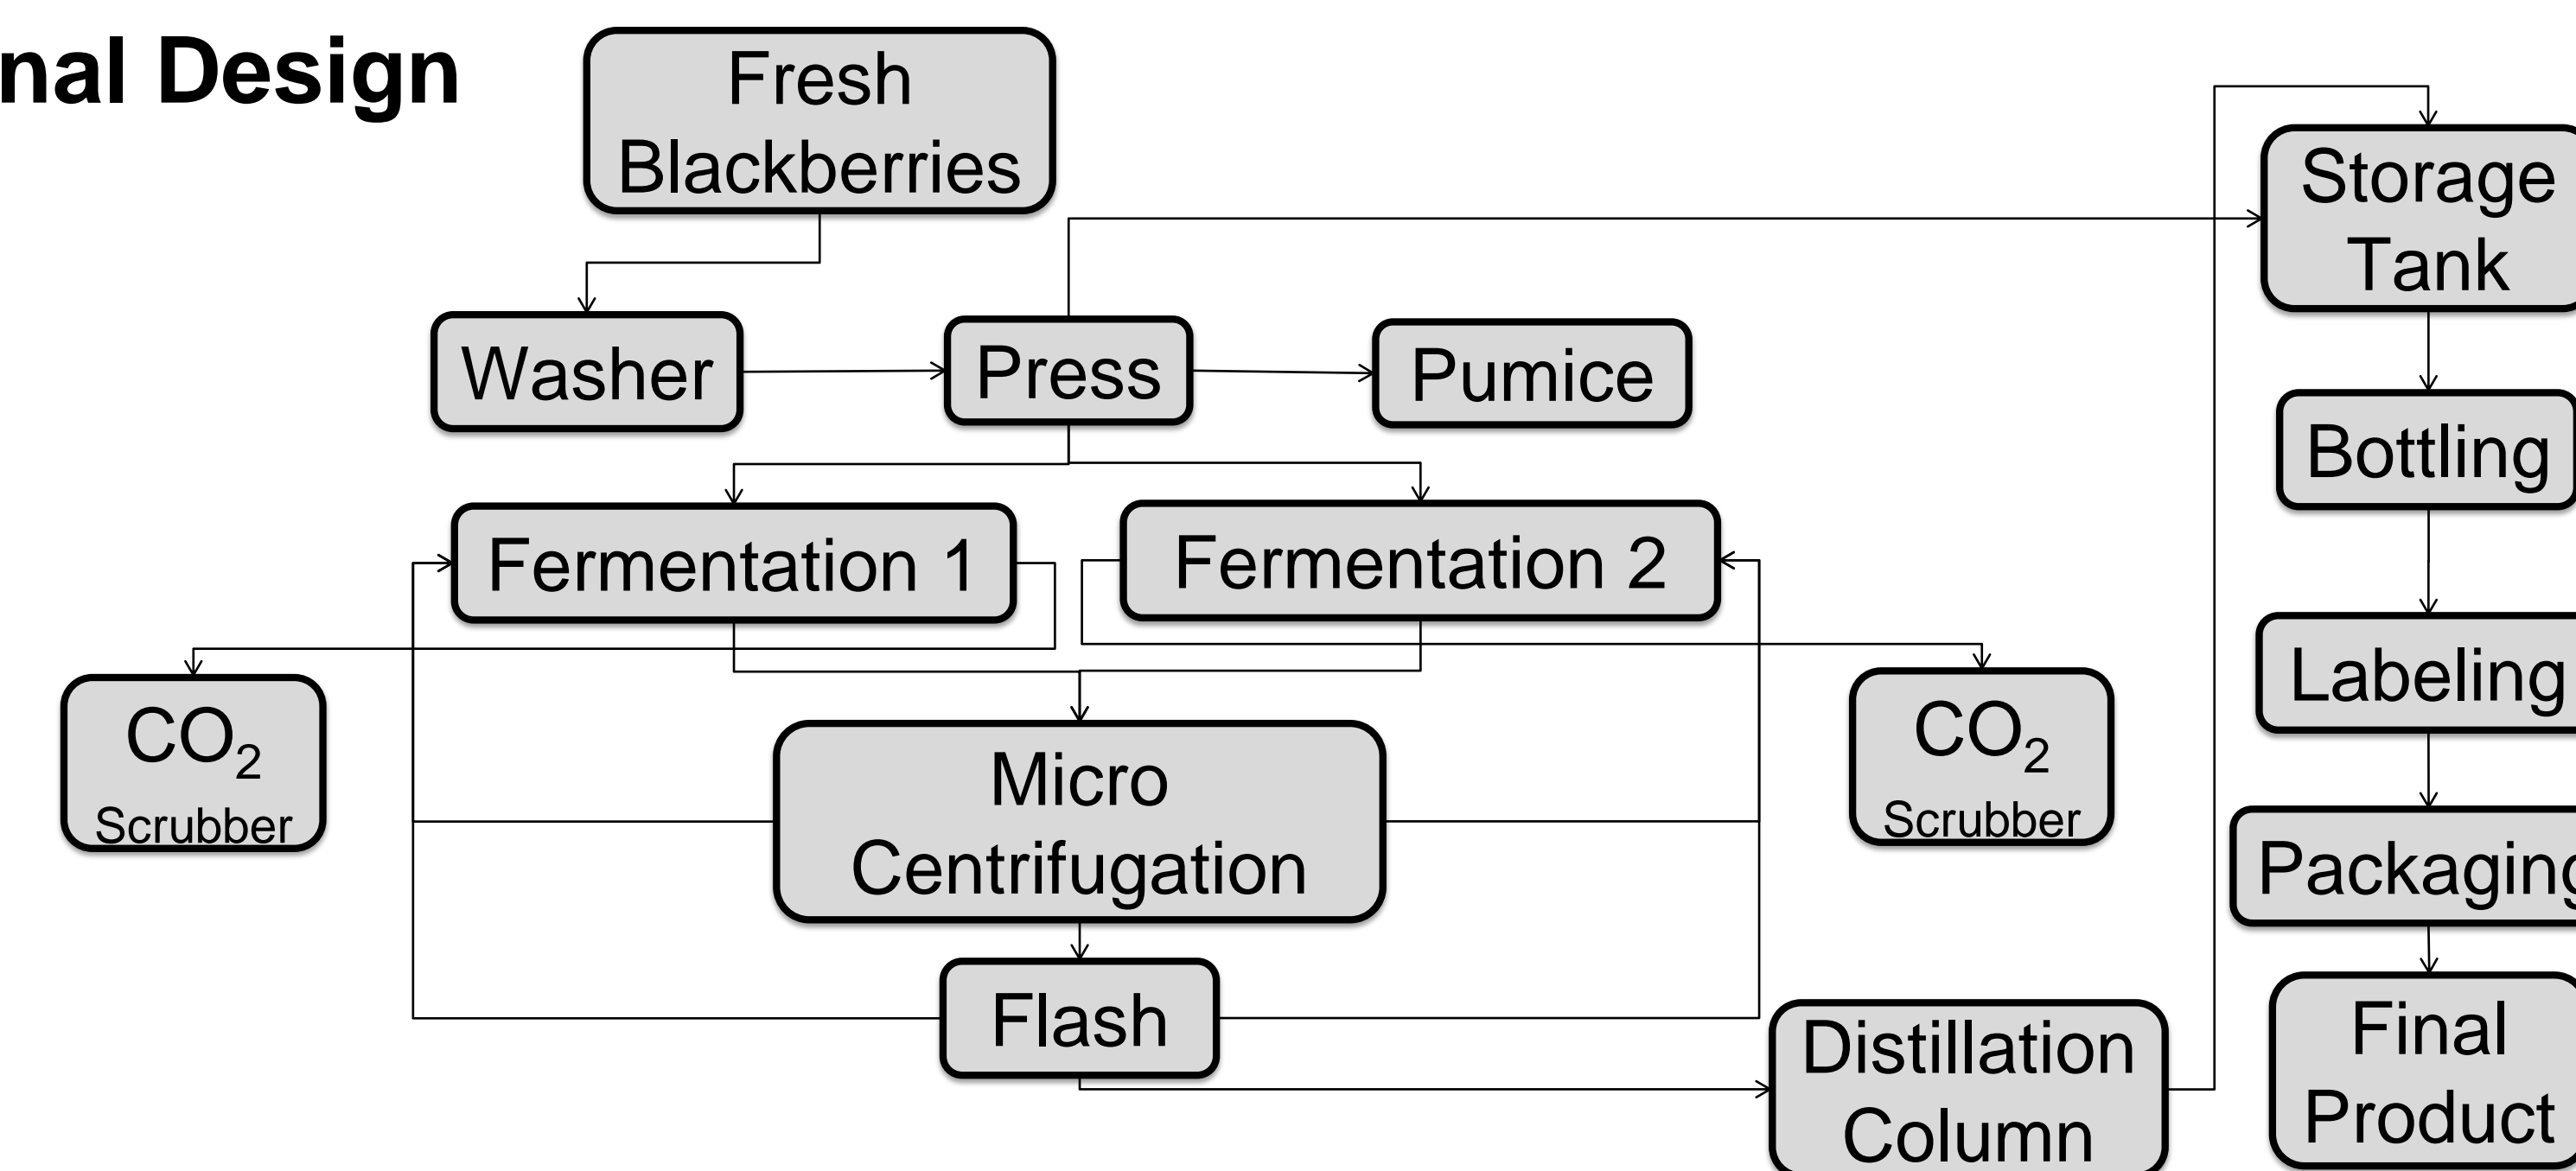 nal Design
Fresh
Blackberries
Storage
Tank
Washer
Press
Pumice
Bottling
Fermentation 1
Fermentation 2
Labeling
CO₂
Scrubber
Micro
Centrifugation
CO₂
Scrubber
Packaging
Flash
Distillation
Column
Final
Product